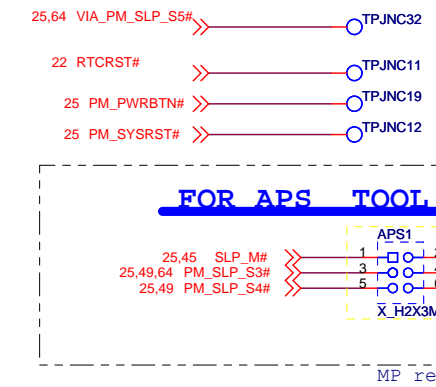 25,64 VIA_PM_SLP_S5# TPJNC32
22 RTCRST# TPJNC11
25 PM_PWRBTN# TPJNC19
25 PM_SYSRST# TPJNC12
FOR APS TOOL
APS1
25,45 SLP_M# 1
25,49,64 PM_SLP_S3# 3
25,49 PM_SLP_S4# 5
X_H2X3M
MP re